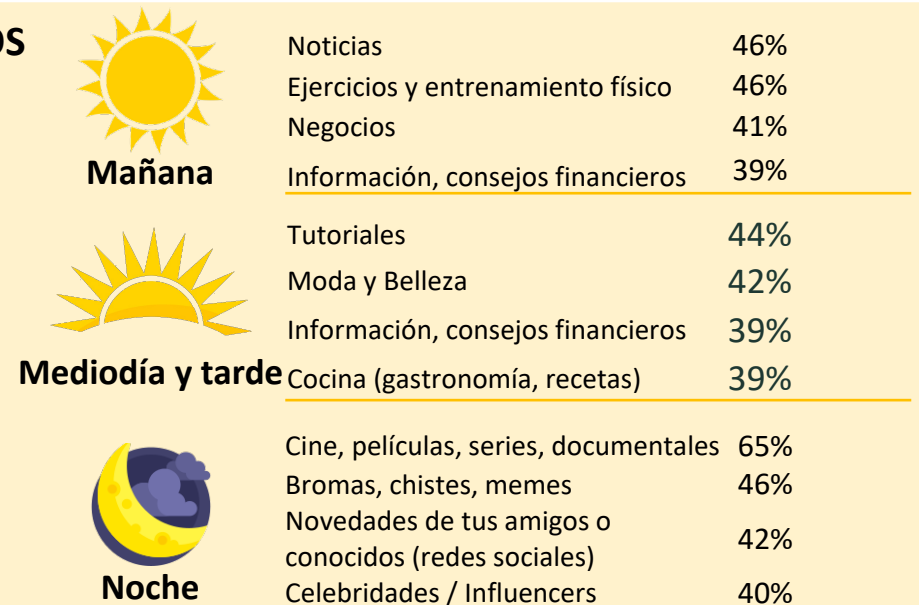 os
Mañana
Noticias 46%
Ejercicios y entrenamiento físico 46%
Negocios 41%
Información, consejos financieros 39%
Mediodía y tarde
Tutoriales 44%
Moda y Belleza 42%
Información, consejos financieros 39%
Cocina (gastronomía, recetas) 39%
Noche
Cine, películas, series, documentales 65%
Bromas, chistes, memes 46%
Novedades de tus amigos o
conocidos (redes sociales) 42%
Celebridades / Influencers 40%